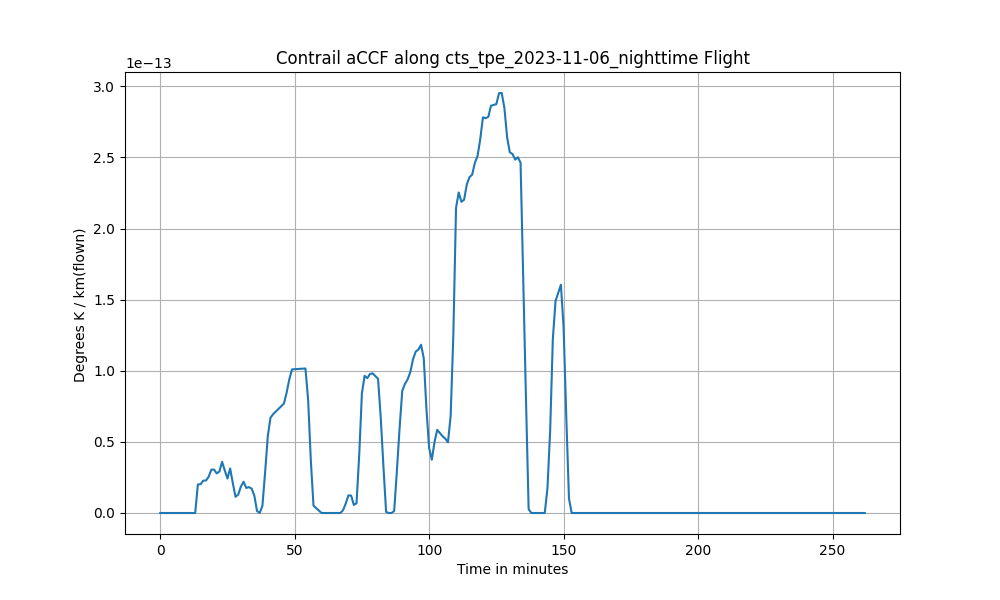 Contrail aCCF along cts_tpe_2023-11-06_nighttime Flight
1e−13
3.0
2.5
2.0
1.5
1.0
0.5
0.0
Degrees K / km(flown)
0 50 100 150 200 250
Time in minutes